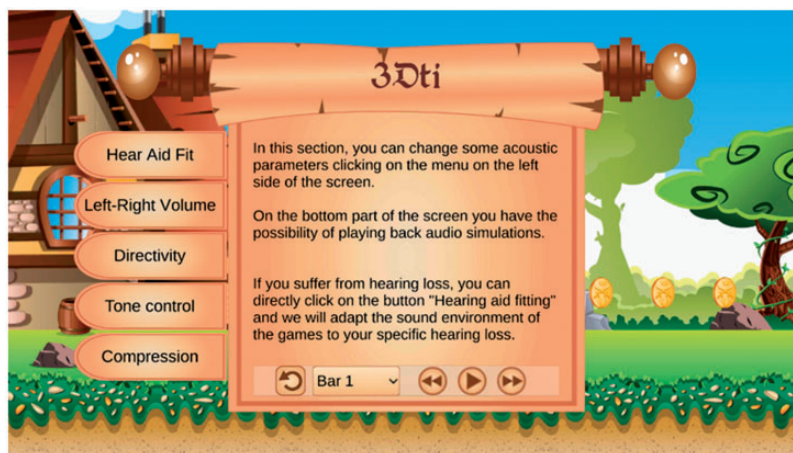 3Dti
Hear Aid Fit
Left-Right Volume
Directivity
Tone control
Compression
In this section, you can change some acoustic
parameters clicking on the menu on the left
side of the screen.
On the bottom part of the screen you have the
possibility of playing back audio simulations.
If you suffer from hearing loss, you can
directly click on the button "Hearing aid fitting"
and we will adapt the sound environment of
the games to your specific hearing loss.
Bar 1